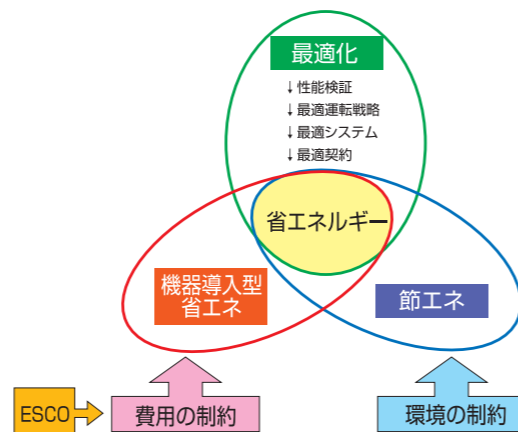 最適化
↓性能検証
↓最適運転戦略
↓最適システム
↓最適契約
省エネルギー
機器導入型
省エネ
節エネ
ESCO
費用の制約
環境の制約